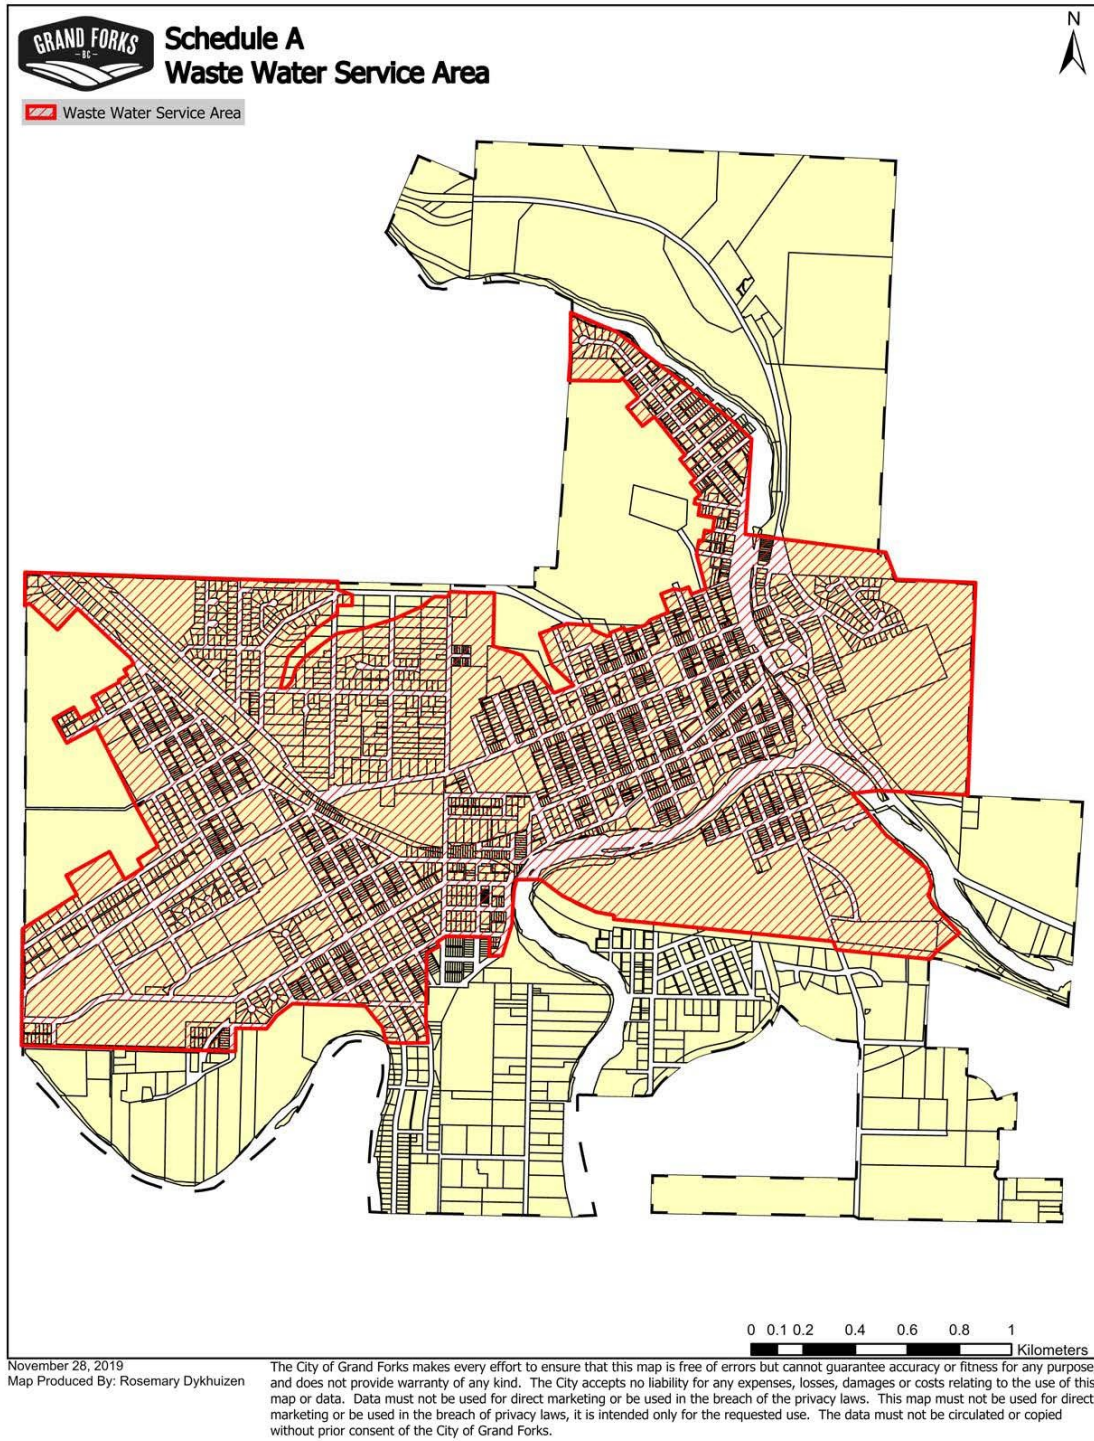 GRAND FORKS
BC
Schedule A
Waste Water Service Area
N
Waste Water Service Area
0 0.1 0.2 0.4 0.6 0.8 1
Kilometers
November 28, 2019
Map Produced By: Rosemary Dykhuizen
The City of Grand Forks makes every effort to ensure that this map is free of errors but cannot guarantee accuracy or fitness for any purpose
and does not provide warranty of any kind. The City accepts no liability for any expenses, losses, damages or costs relating to the use of this
map or data. Data must not be used for direct marketing or be used in the breach of the privacy laws. This map must not be used for direct
marketing or be used in the breach of privacy laws, it is intended only for the requested use. The data must not be circulated or copied
without prior consent of the City of Grand Forks.